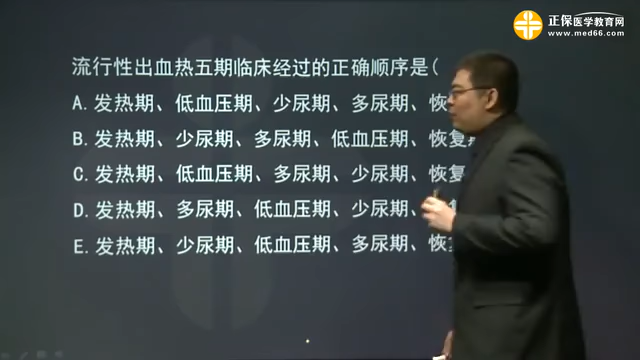 正保医学教育网
www.med66.com
流行性出血热五期临床经过的正确顺序是(
A.发热期、低血压期、少尿期、多尿期、恢
B.发热期、少尿期、多尿期、低血压期、恢复期
C.发热期、低血压期、多尿期、少尿期、恢复
D.发热期、多尿期、低血压期、少尿期、
E.发热期、少尿期、低血压期、多尿期、恢复